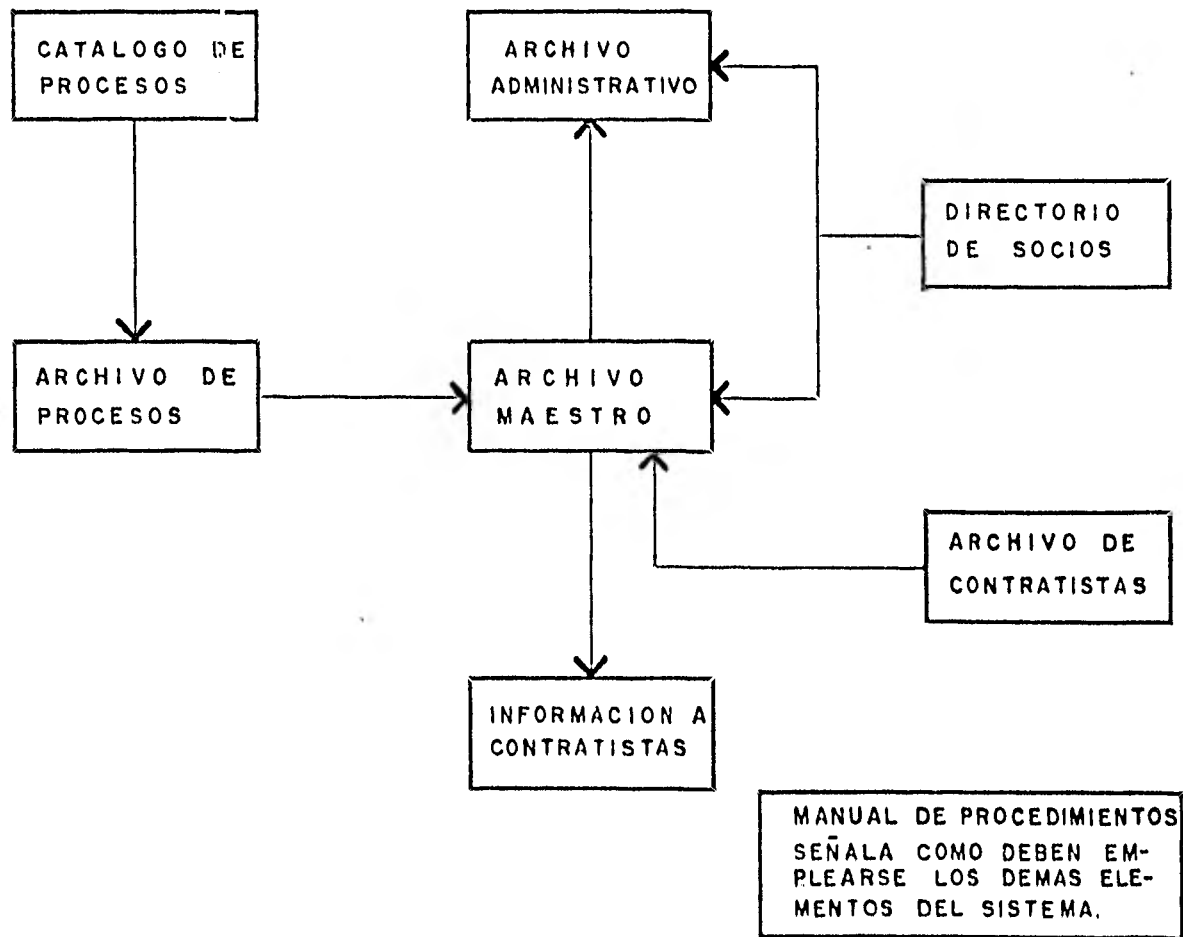 CATALOGO DE
PROCESOS
ARCHIVO
ADMINISTRATIVO
DIRECTORIO
DE SOCIOS
ARCHIVO DE
PROCESOS
ARCHIVO
MAESTRO
ARCHIVO DE
CONTRATISTAS
INFORMACION A
CONTRATISTAS
MANUAL DE PROCEDIMIENTOS
SEÑALA COMO DEBEN EM-
PLEARSE LOS DEMAS ELE-
MENTOS DEL SISTEMA.